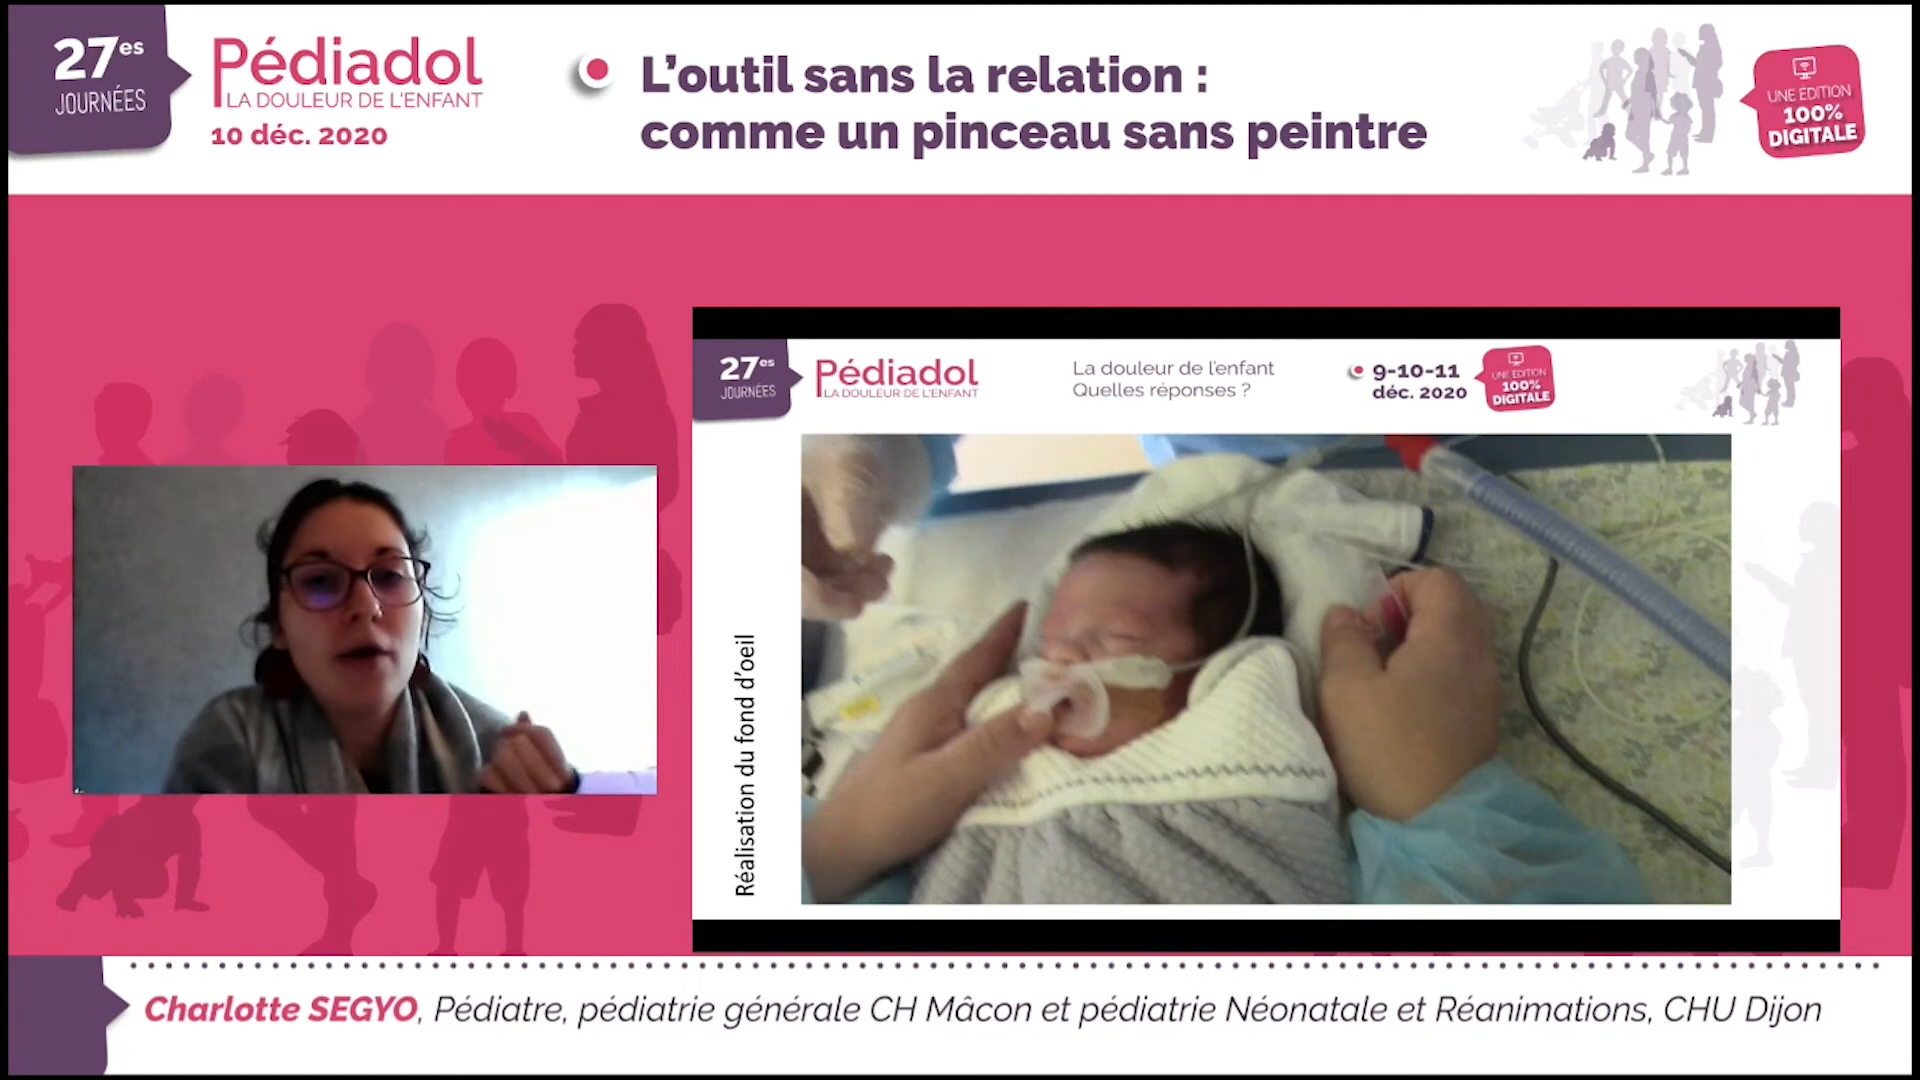 27es
JOURNÉES
Pédiadol
LA DOULEUR DE L'ENFANT
10 déc. 2020
L'outil sans la relation :
comme un pinceau sans peintre
UNE ÉDITION
100%
DIGITALE
27es
JOURNÉES
Pédiadol
LA DOULEUR DE L'ENFANT
La douleur de l'enfant
Quelles réponses ?
9-10-11
déc. 2020
UNE ÉDITION
100%
DIGITALE
Réalisation du fond d'oeil
Charlotte SEGYO, Pédiatre, pédiatrie générale CH Mâcon et pédiatrie Néonatale et Réanimations, CHU Dijon